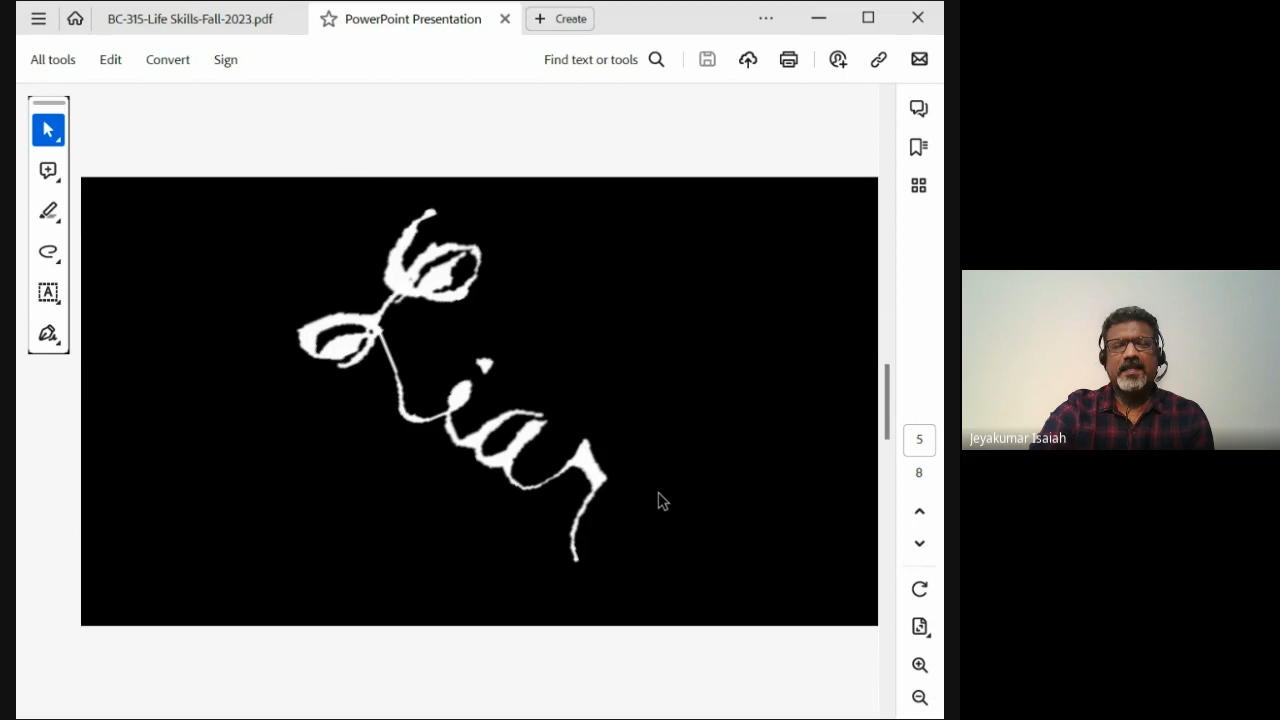 BC-315-Life Skills-Fall-2023.pdf
PowerPoint Presentation
Create
All tools
Edit
Convert
Sign
Find text or tools
A
Liar
5
8
Jeyakumar Isaiah